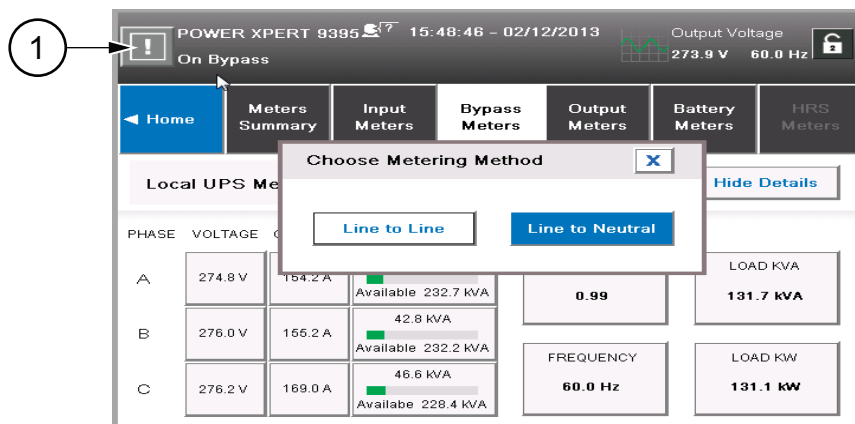 1
POWER XPERT 9395 ? 15:48:46 - 02/12/2013 Output Voltage
! On Bypass 273.9 V 60.0 Hz 2
Home Meters Summary Input Meters Bypass Meters Output Meters Battery Meters HRS Meters
Choose Metering Method X
Local UPS Me Hide Details
Line to Line Line to Neutral
PHASE VOLTAGE
A 274.8 V 154.2 A Available 232.7 kVA 0.99 LOAD KVA 131.7 kVA
B 276.0 V 155.2 A 42.8 kVA Available 232.2 kVA
FREQUENCY 60.0 Hz LOAD KW 131.1 kW
C 276.2 V 169.0 A 46.6 kVA Availabe 228.4 kVA